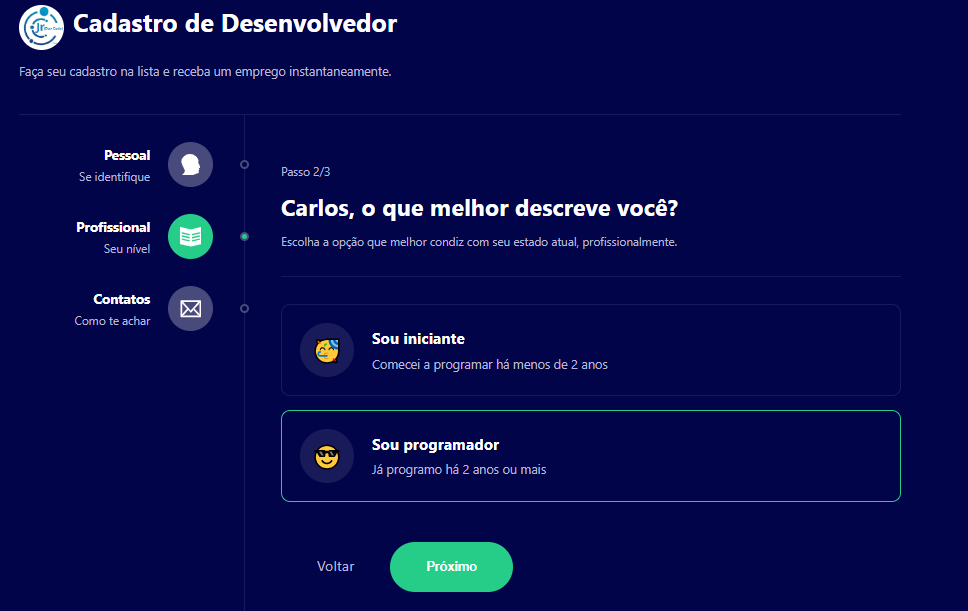 Cadastro de Desenvolvedor
Faça seu cadastro na lista e receba um emprego instantaneamente.
Pessoal
Se identifique
Profissional
Seu nível
Contatos
Como te achar
Passo 2/3
Carlos, o que melhor descreve você?
Escolha a opção que melhor condiz com seu estado atual, profissionalmente.
Sou iniciante
Comecei a programar há menos de 2 anos
Sou programador
Já programo há 2 anos ou mais
Voltar
Próximo